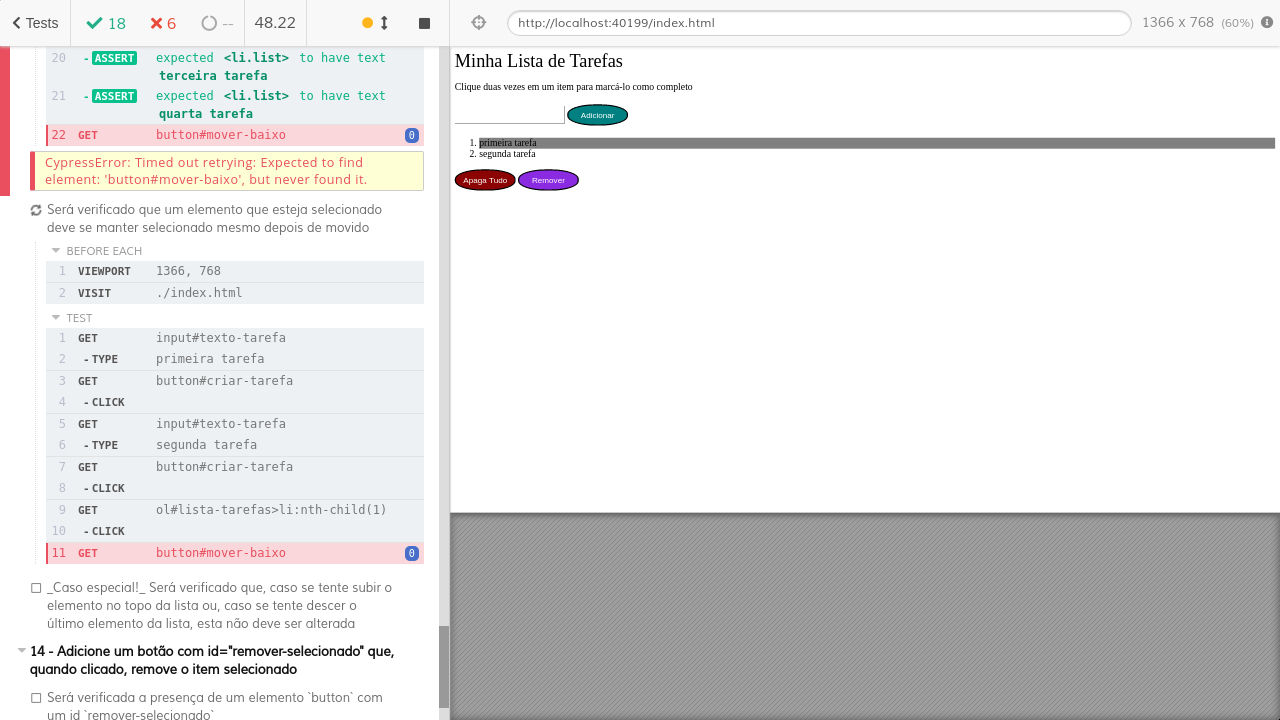 Tests 18 6 -- 48.22
http://localhost:40199/index.html 1366 x 768 (60%)
20 - ASSERT expected <li.list> to have text
terceira tarefa
21 - ASSERT expected <li.list> to have text
quarta tarefa
22 GET button#mover-baixo 0
CypressError: Timed out retrying: Expected to find
element: 'button#mover-baixo', but never found it.
Será verificado que um elemento que esteja selecionado
deve se manter selecionado mesmo depois de movido
BEFORE EACH
1 VIEWPORT 1366, 768
2 VISIT ./index.html
TEST
1 GET input#texto-tarefa
2 - TYPE primeira tarefa
3 GET button#criar-tarefa
4 - CLICK
5 GET input#texto-tarefa
6 - TYPE segunda tarefa
7 GET button#criar-tarefa
8 - CLICK
9 GET ol#lista-tarefas>li:nth-child(1)
10 - CLICK
11 GET button#mover-baixo 0
_Caso especial!_ Será verificado que, caso se tente subir o
elemento no topo da lista ou, caso se tente descer o
último elemento da lista, esta não deve ser alterada
14 - Adicione um botão com id="remover-selecionado" que,
quando clicado, remove o item selecionado
Será verificada a presença de um elemento `button` com
um id `remover-selecionado`
Minha Lista de Tarefas
Clique duas vezes em um item para marcá-lo como completo
Adicionar
1. primeira tarefa
2. segunda tarefa
Apaga Tudo Remover